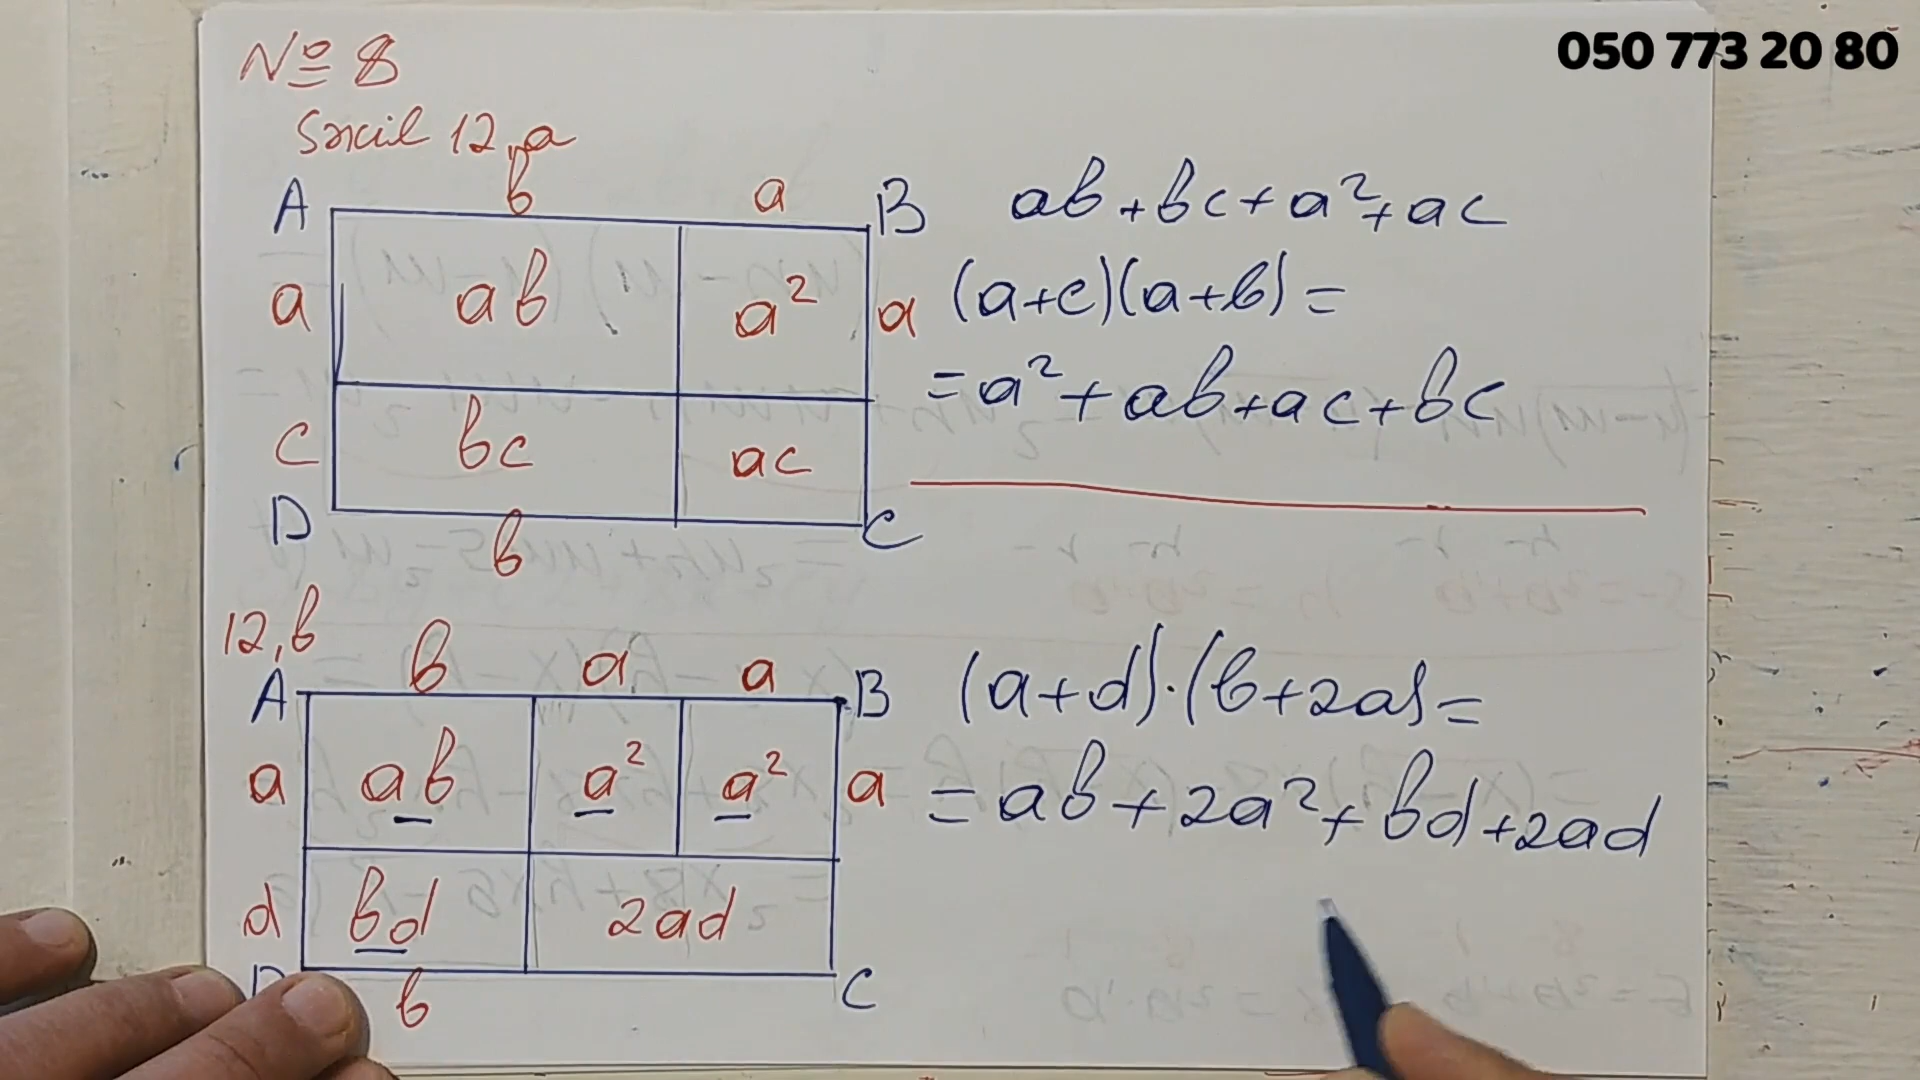 050 773 20 80
№ 8
Şəkil 12, a
b a
A B
a ab a² a
c bc ac
D b C
ab+bc+a²+ac
(a+c)(a+b)=
=a²+ab+ac+bc
12, b
b a a
A B
a ab a² a² a
d bd 2ad
D b C
(a+d)·(b+2a)=
=ab+2a²+bd+2ad